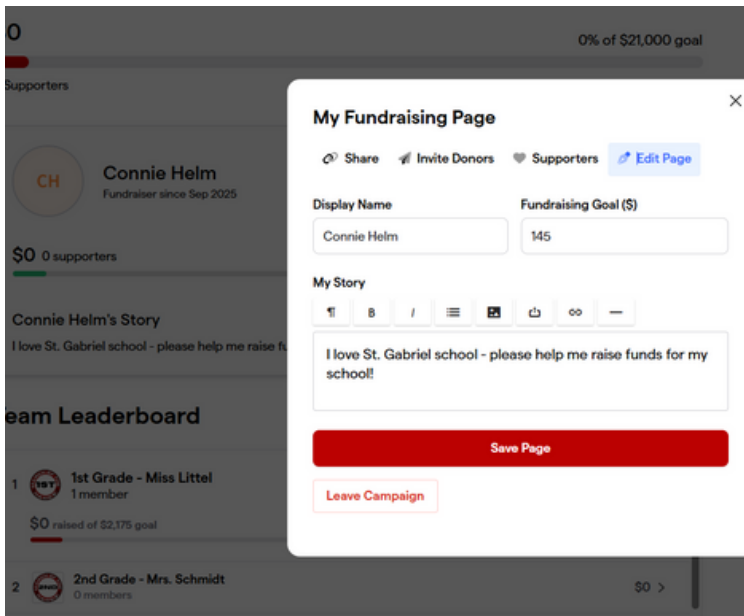 0
0% of $21,000 goal
Supporters
CH
Connie Helm
Fundraiser since Sep 2025
$0 0 supporters
Connie Helm's Story
I love St. Gabriel school - please help me raise
eam Leaderboard
1
1ST
1st Grade - Miss Littel
1 member
$0 raised of $2,175 goal
2
2ND
2nd Grade - Mrs. Schmidt
0 members
$0 >
My Fundraising Page
Share Invite Donors Supporters Edit Page
Display Name Fundraising Goal ($)
Connie Helm 145
My Story
¶ B I
I love St. Gabriel school - please help me raise funds for my
school!
Save Page
Leave Campaign